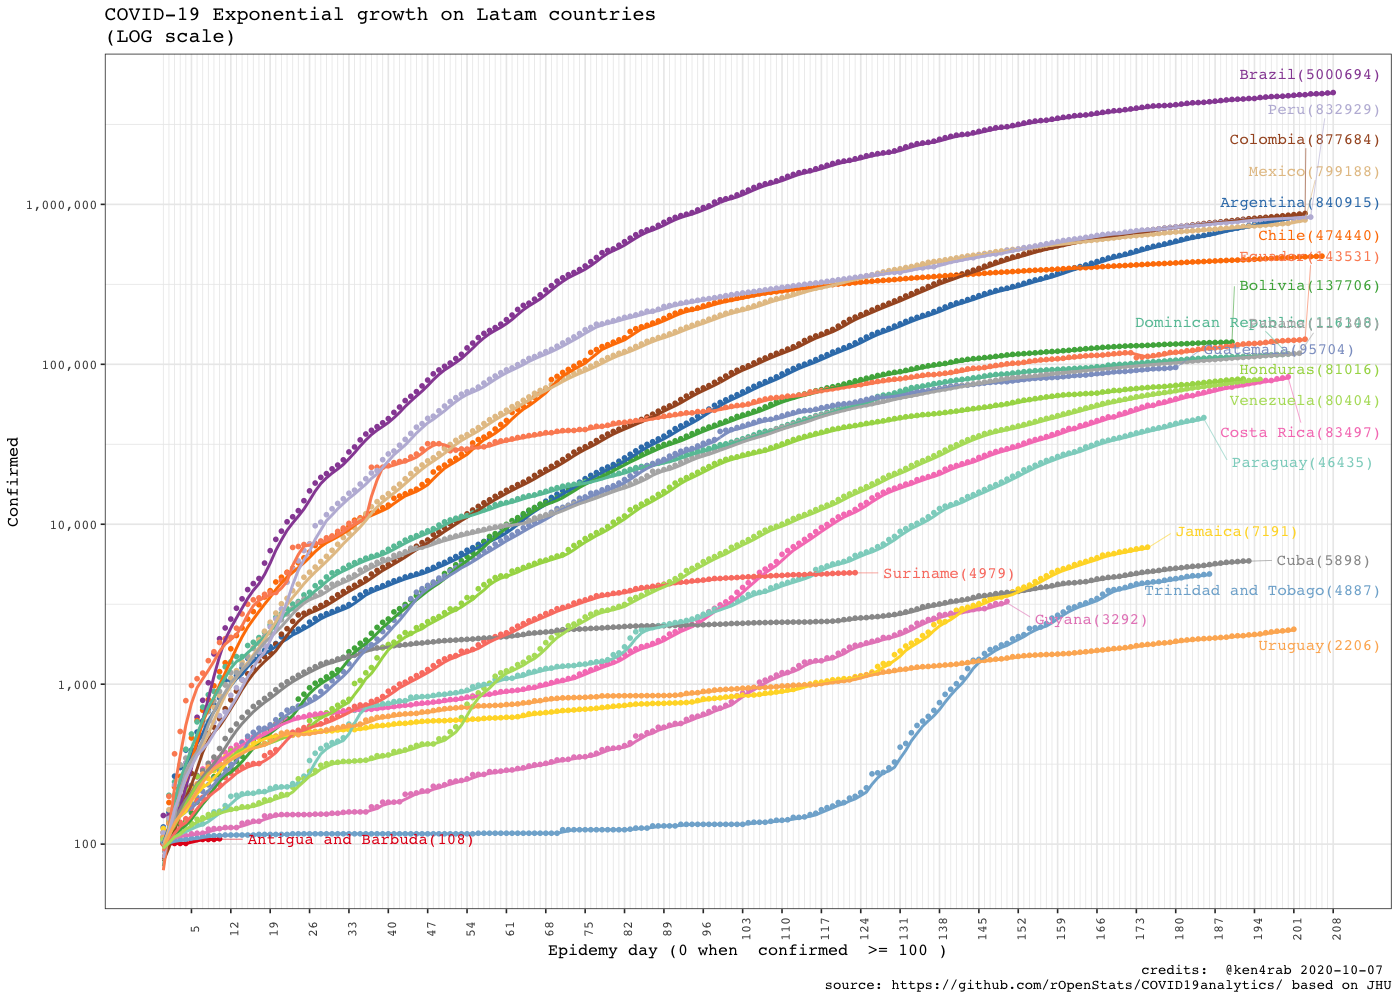 COVID-19 Exponential growth on Latam countries
(LOG scale)
Brazil(5000694)
Peru(832929)
Colombia(877684)
Mexico(799188)
Argentina(840915)
Chile(474440)
Ecuador(143531)
Bolivia(137706)
Dominican Republic
Panama
Guatemala(95704)
Honduras(81016)
Venezuela(80404)
Costa Rica(83497)
Paraguay(46435)
Jamaica(7191)
Cuba(5898)
Suriname(4979)
Trinidad and Tobago(4887)
Guyana(3292)
Uruguay(2206)
Antigua and Barbuda(108)
Confirmed
1,000,000
100,000
10,000
1,000
100
5 12 19 26 33 40 47 54 61 68 75 82 89 96 103 110 117 124 131 138 145 152 159 166 173 180 187 194 201 208
Epidemy day (0 when  confirmed  >= 100 )
credits:  @ken4rab 2020-10-07
source: https://github.com/rOpenStats/COVID19analytics/ based on JHU